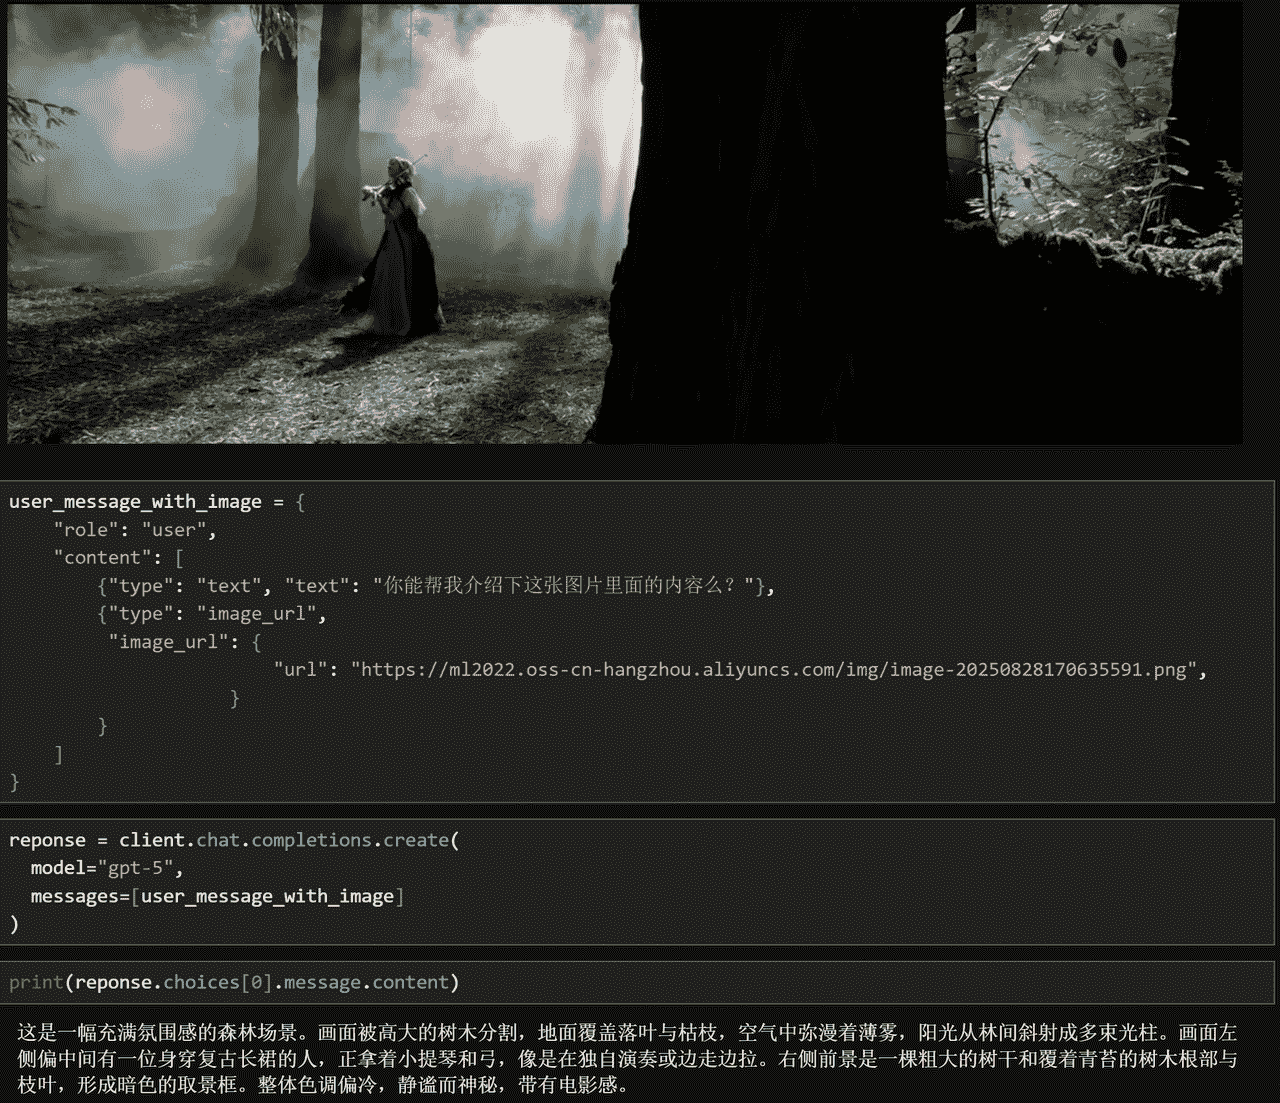 user_message_with_image = {
    "role": "user",
    "content": [
        {"type": "text", "text": "你能帮我介绍下这张图片里面的内容么？"},
        {"type": "image_url",
         "image_url": {
                        "url": "https://ml2022.oss-cn-hangzhou.aliyuncs.com/img/image-20250828170635591.png",
                    }
        }
    ]
}
reponse = client.chat.completions.create(
  model="gpt-5",
  messages=[user_message_with_image]
)
print(reponse.choices[0].message.content)
这是一幅充满氛围感的森林场景。画面被高大的树木分割，地面覆盖落叶与枯枝，空气中弥漫着薄雾，阳光从林间斜射成多束光柱。画面左
侧偏中间有一位身穿复古长裙的人，正拿着小提琴和弓，像是在独自演奏或边走边拉。右侧前景是一棵粗大的树干和覆着青苔的树木根部与
枝叶，形成暗色的取景框。整体色调偏冷，静谧而神秘，带有电影感。